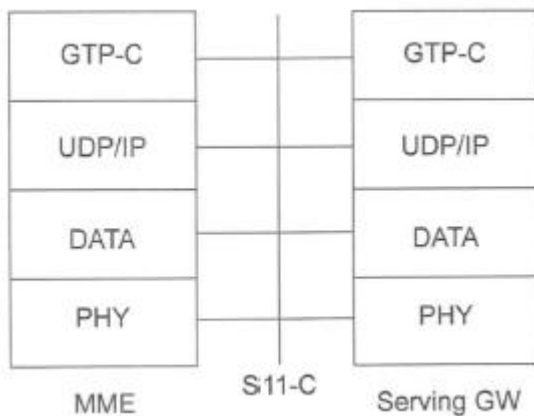 GTP-C GTP-C
UDP/IP UDP/IP
DATA DATA
PHY PHY
S11-C
MME Serving GW